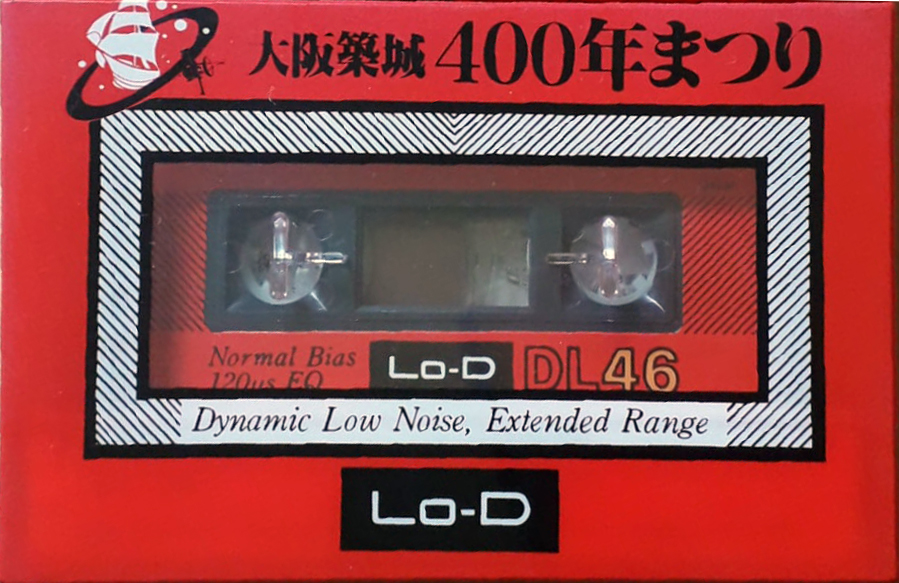 大阪築城 400年まつり
Normal Bias
120μs EQ
Lo-D
DL46
Dynamic Low Noise, Extended Range
Lo-D